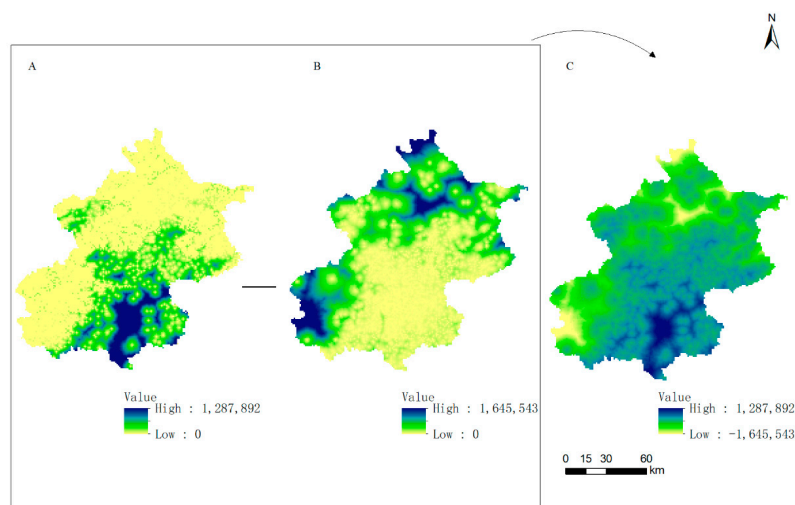 N
A
B
C
Value
High : 1,287,892
Low : 0
Value
High : 1,645,543
Low : 0
Value
High : 1,287,892
Low : -1,645,543
0 15 30 60
km